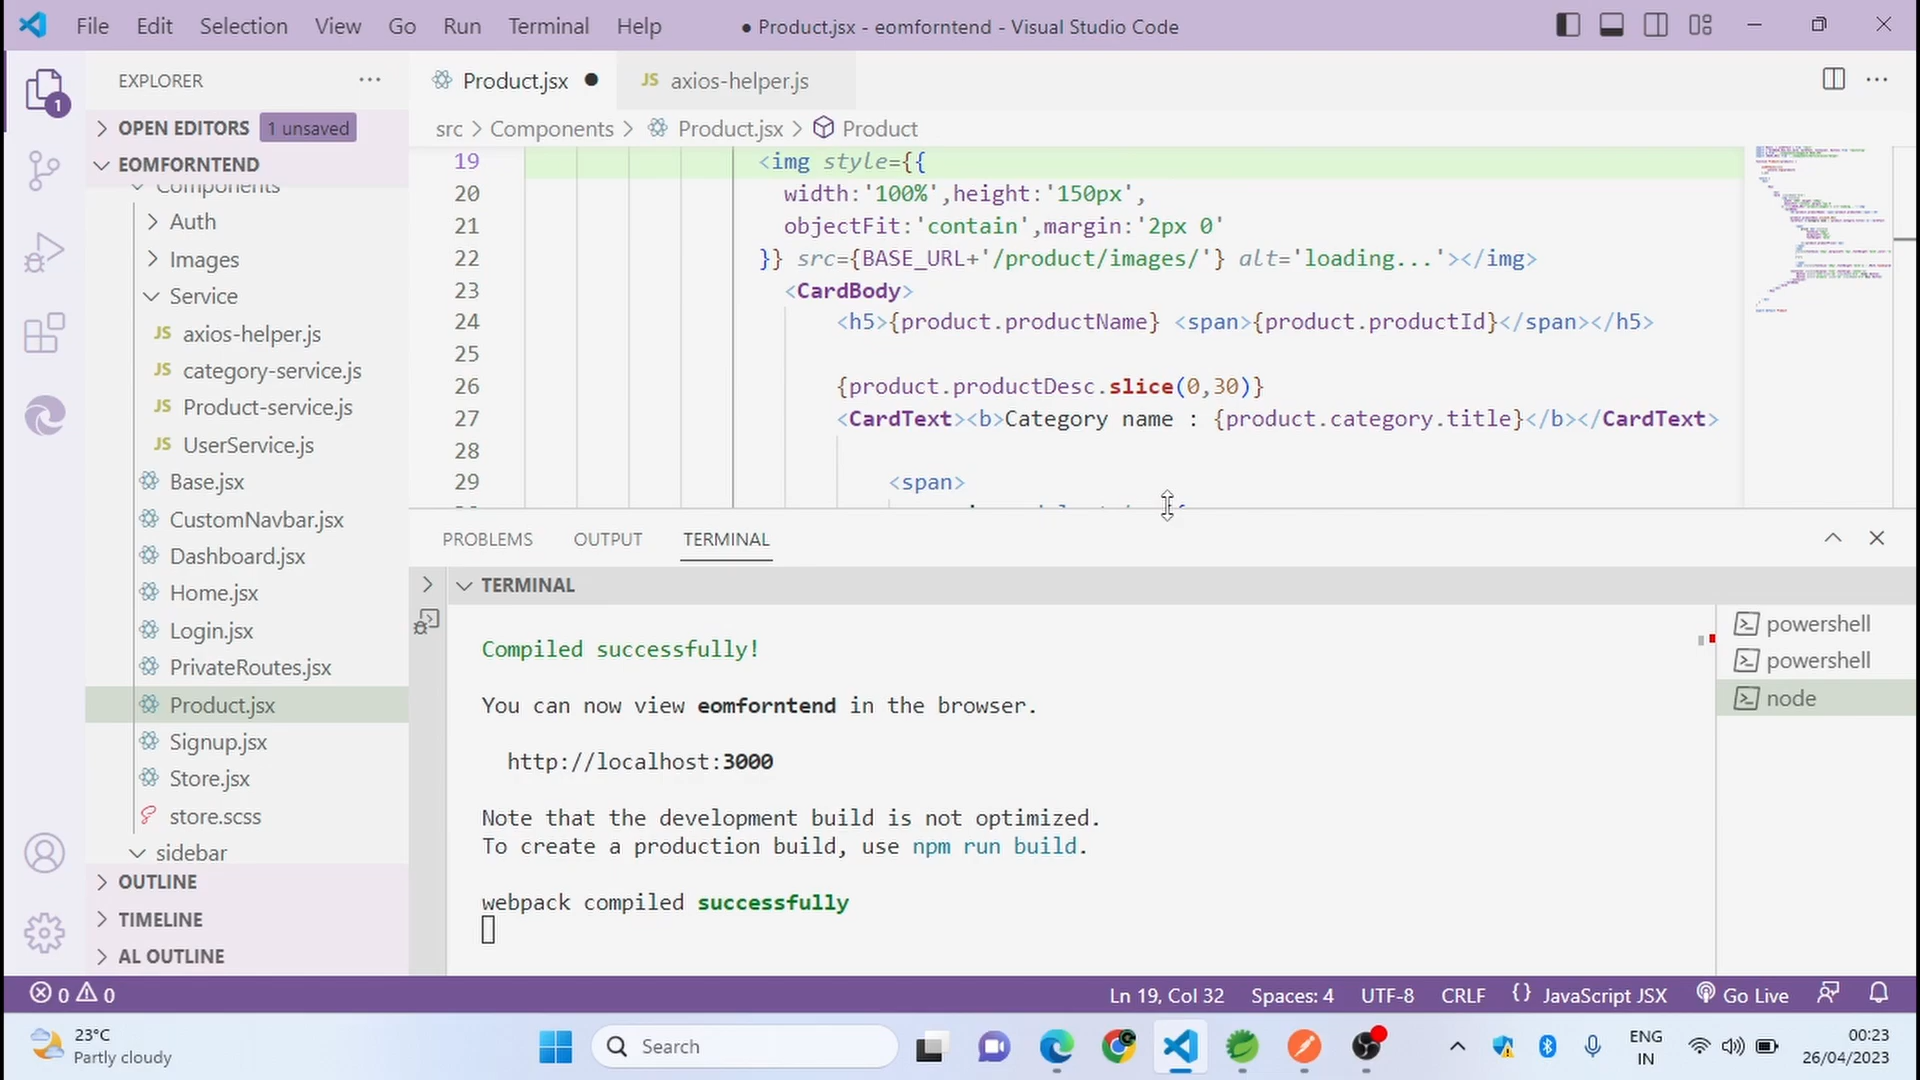 File Edit Selection View Go Run Terminal Help
● Product.jsx - eomforntend - Visual Studio Code
EXPLORER
OPEN EDITORS 1 unsaved
EOMFORNTEND
Components
Auth
Images
Service
JS axios-helper.js
JS category-service.js
JS Product-service.js
JS UserService.js
Base.jsx
CustomNavbar.jsx
Dashboard.jsx
Home.jsx
Login.jsx
PrivateRoutes.jsx
Product.jsx
Signup.jsx
Store.jsx
store.scss
sidebar
OUTLINE
TIMELINE
AL OUTLINE
1
Product.jsx ● JS axios-helper.js
src > Components > Product.jsx > Product
19 <img style={{
20 width:'100%',height:'150px',
21 objectFit:'contain',margin:'2px 0'
22 }} src={BASE_URL+'/product/images/'} alt='loading...'></img>
23 <CardBody>
24 <h5>{product.productName} <span>{product.productId}</span></h5>
25
26 {product.productDesc.slice(0,30)}
27 <CardText><b>Category name : {product.category.title}</b></CardText>
28
29 <span>
PROBLEMS OUTPUT TERMINAL
TERMINAL
Compiled successfully!
You can now view eomforntend in the browser.
http://localhost:3000
Note that the development build is not optimized.
To create a production build, use npm run build.
webpack compiled successfully
powershell
powershell
node
0 0 Ln 19, Col 32 Spaces: 4 UTF-8 CRLF {} JavaScript JSX Go Live
23°C
Partly cloudy
Search
ENG
IN
00:23
26/04/2023